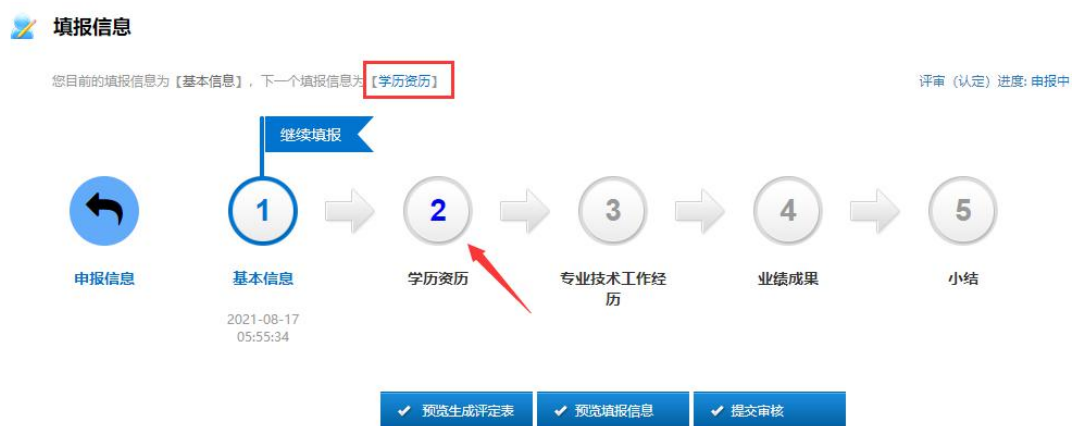 填报信息
您目前的填报信息为【基本信息】，下一个填报信息为【学历资历】
评审（认定）进度: 申报中
继续填报
1
2
3
4
5
申报信息
基本信息
学历资历
专业技术工作经
历
业绩成果
小结
2021-08-17
05:55:34
预览生成评定表
预览填报信息
提交审核